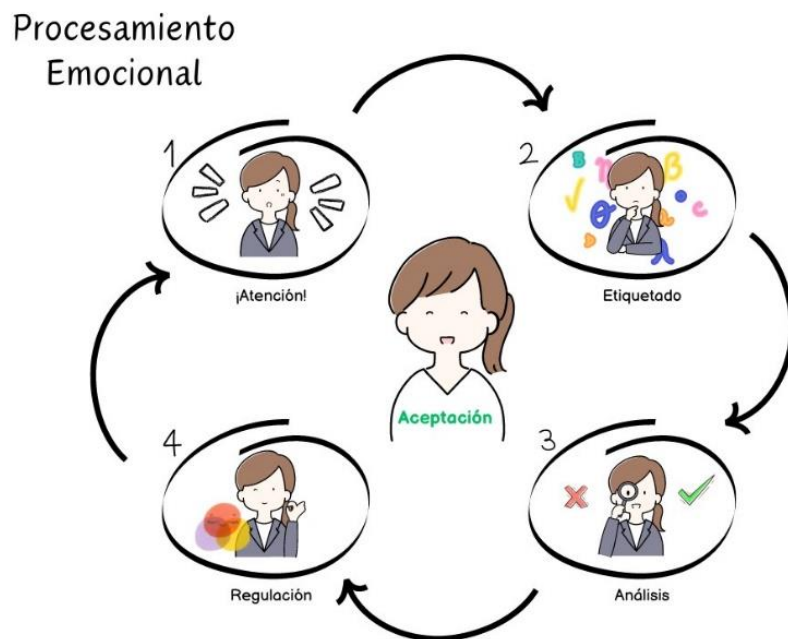 Procesamiento
Emocional
1
¡Atención!
2
Etiquetado
Aceptación
3
Análisis
4
Regulación